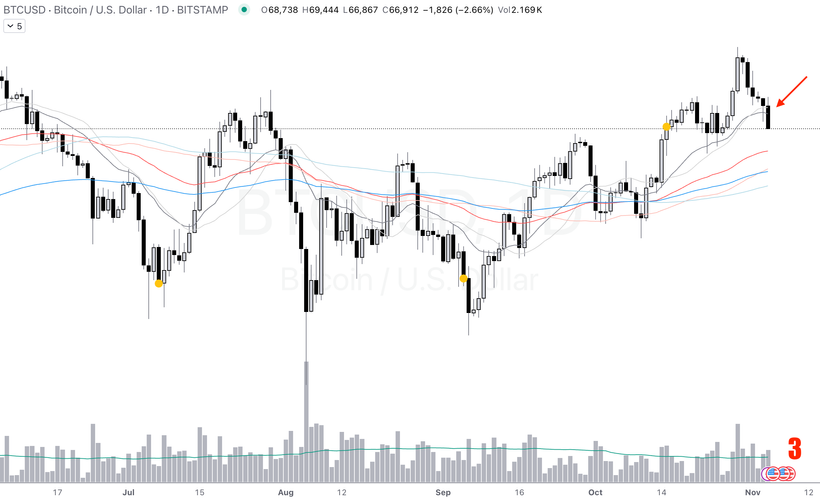 BTCUSD · Bitcoin / U.S. Dollar · 1D · BITSTAMP O68,738 H69,444 L66,867 C66,912 −1,826 (−2.66%) Vol2.169K
5
BTCUSD, 1D
Bitcoin / U.S. Dollar
3
17 Jul 15 Aug 12 Sep 16 Oct 14 Nov 12